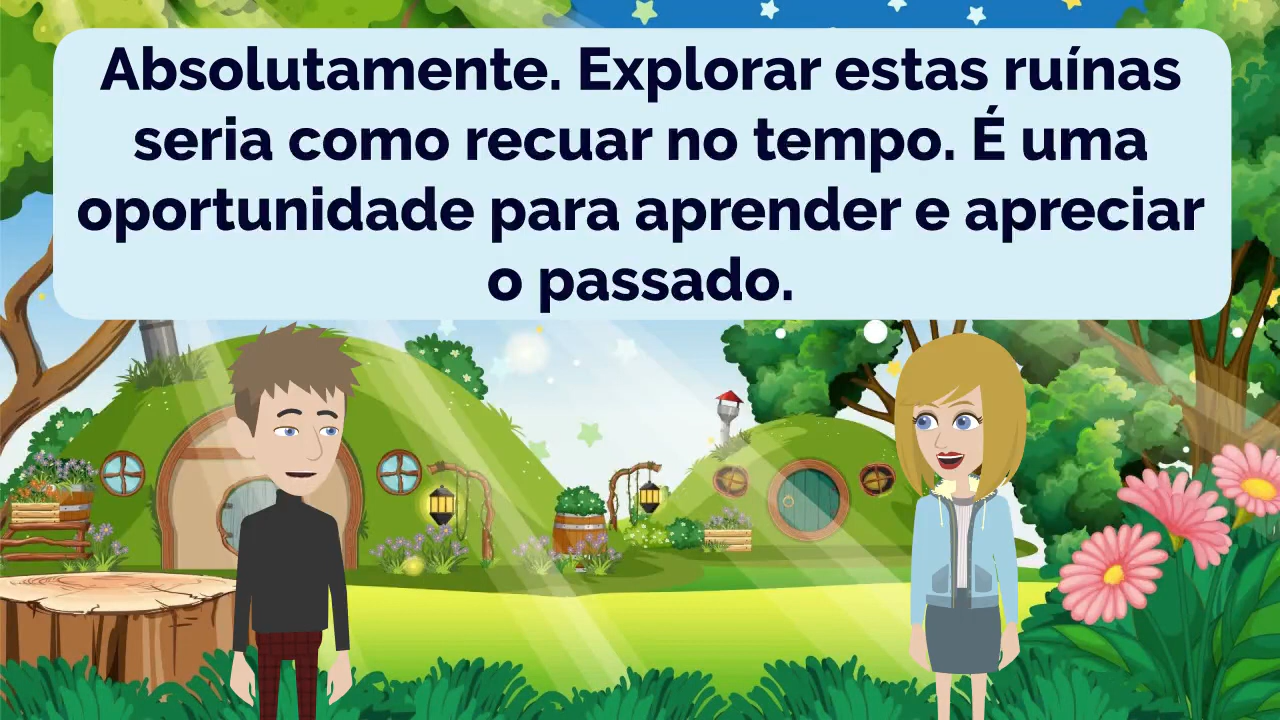 Absolutamente. Explorar estas ruínas
seria como recuar no tempo. É uma
oportunidade para aprender e apreciar
o passado.